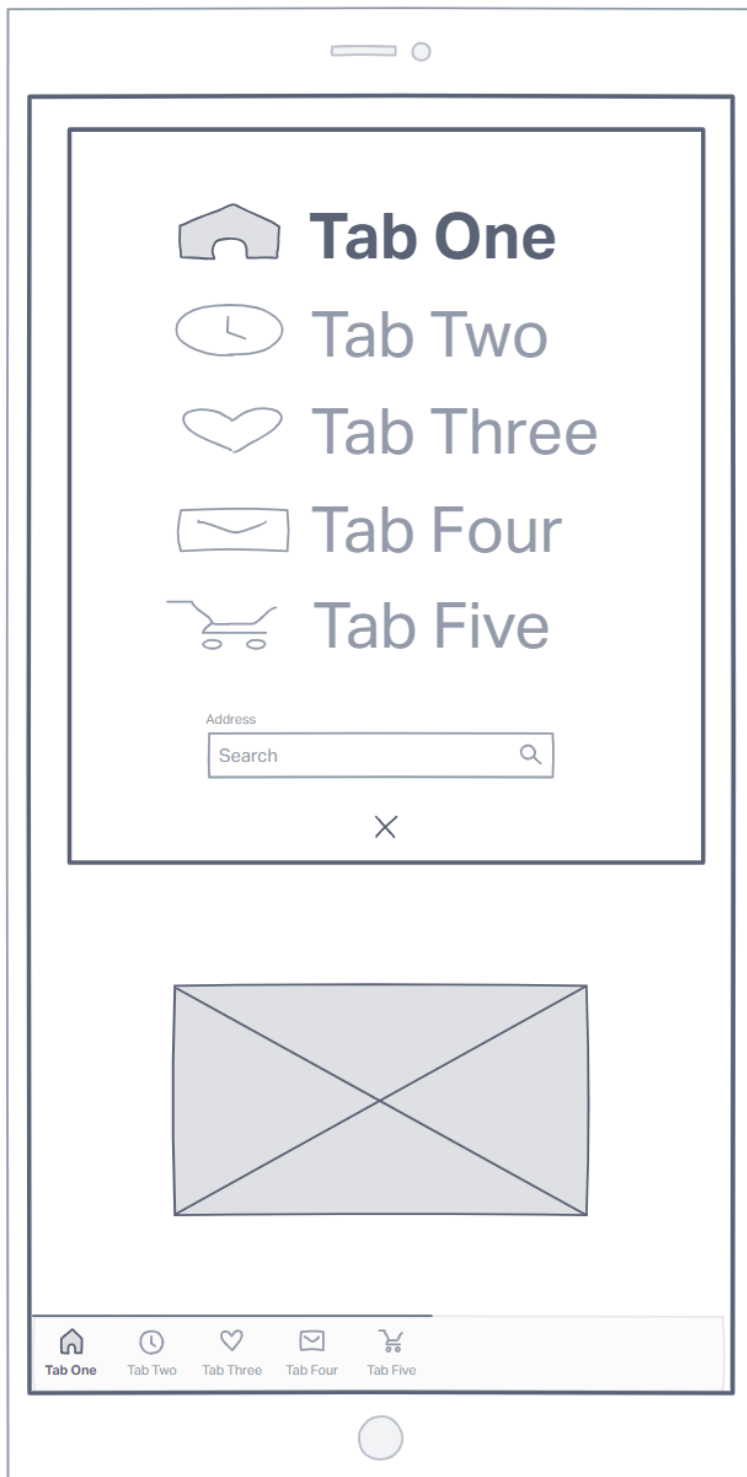 Tab One
Tab Two
Tab Three
Tab Four
Tab Five
Address
Search
Tab One Tab Two Tab Three Tab Four Tab Five